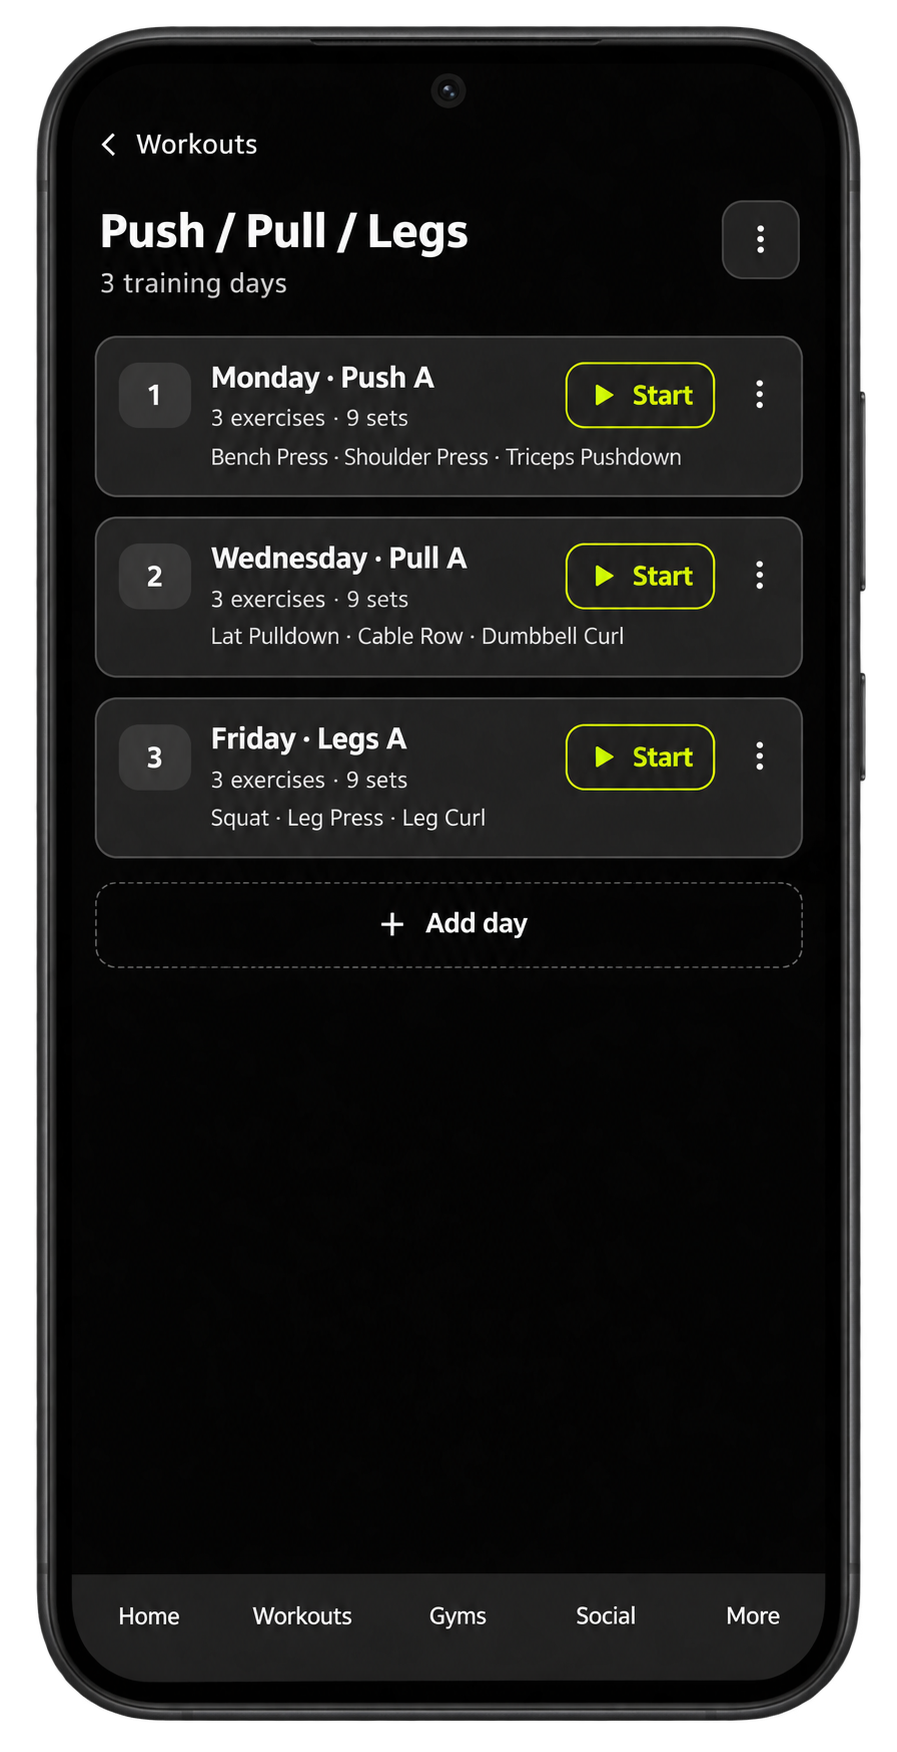 Workouts
Push / Pull / Legs
3 training days
1
Monday · Push A
3 exercises · 9 sets
Bench Press · Shoulder Press · Triceps Pushdown
Start
2
Wednesday · Pull A
3 exercises · 9 sets
Lat Pulldown · Cable Row · Dumbbell Curl
Start
3
Friday · Legs A
3 exercises · 9 sets
Squat · Leg Press · Leg Curl
Start
+ Add day
Home Workouts Gyms Social More